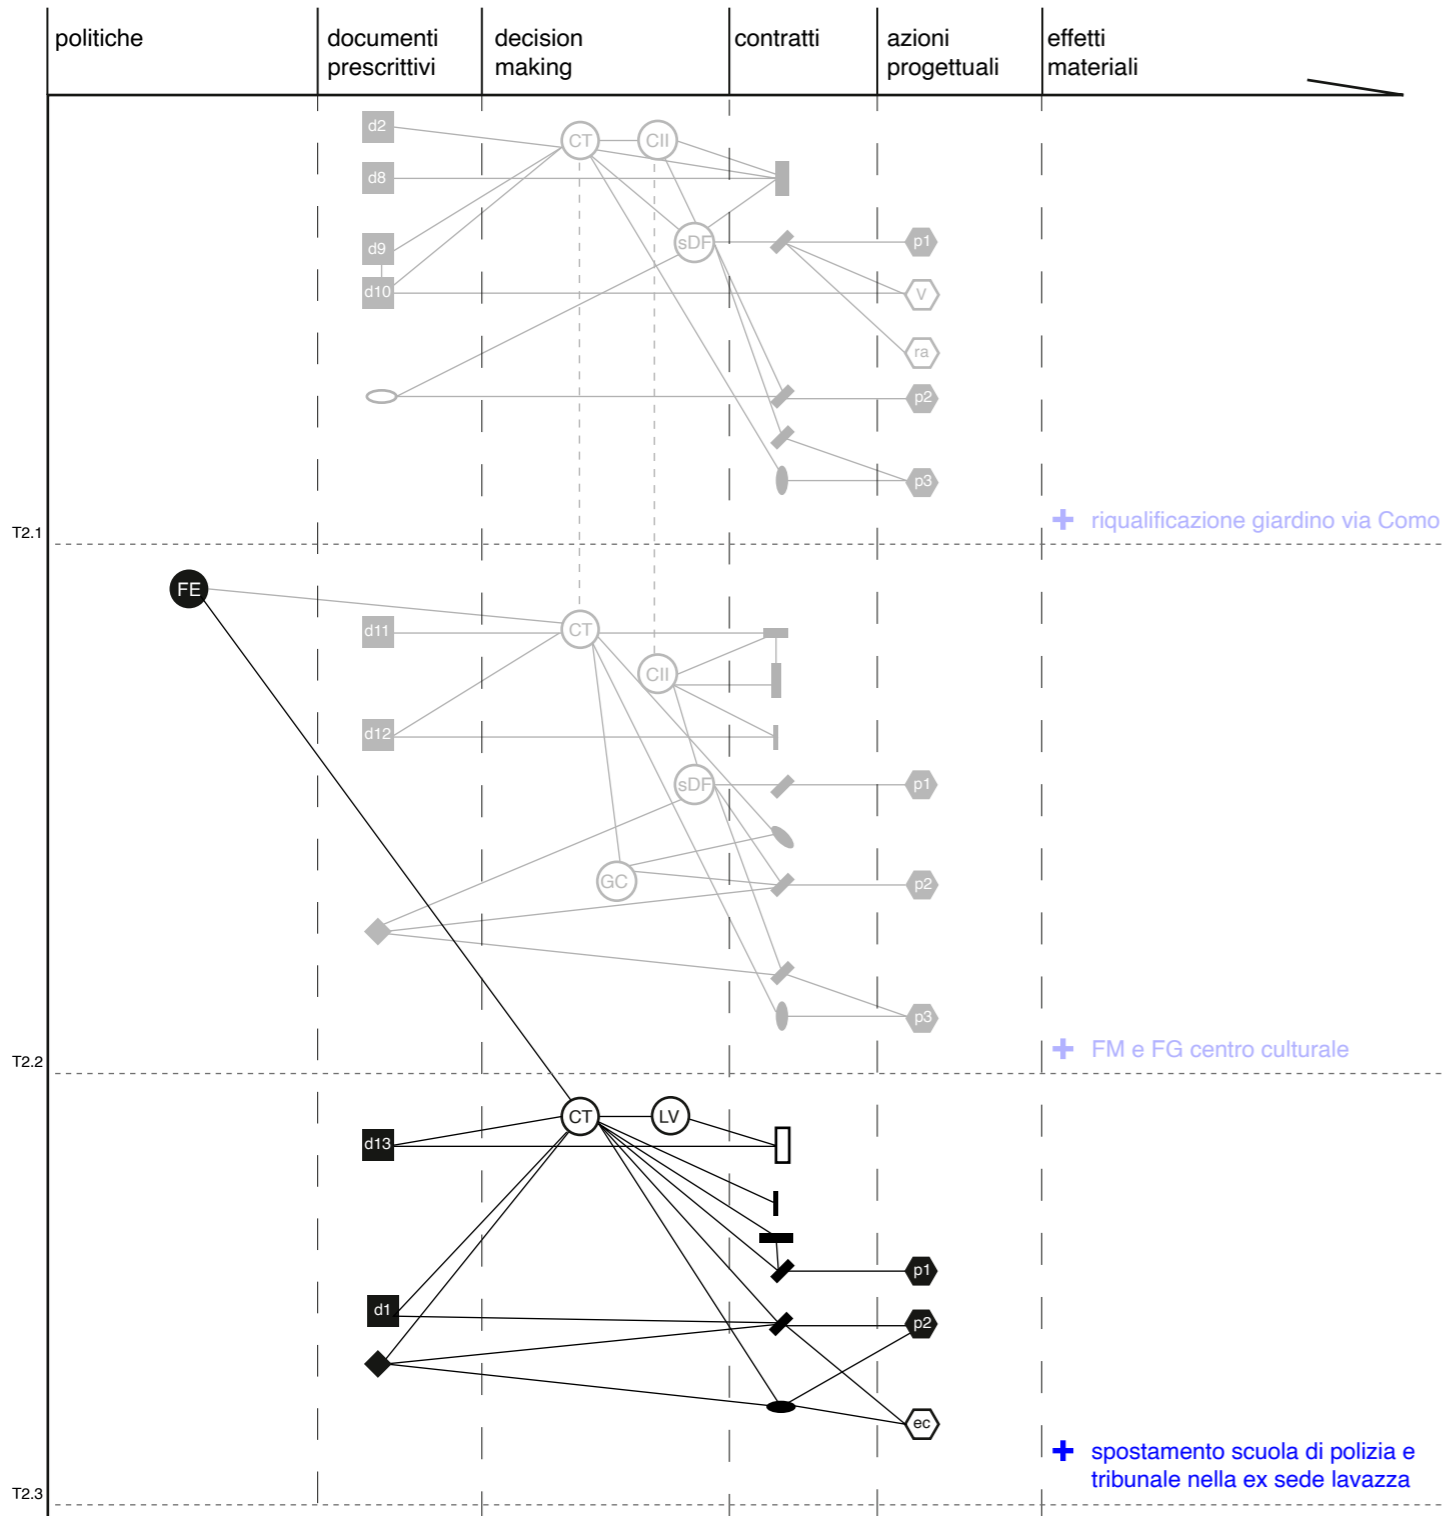 politiche
documenti
prescrittivi
decision
making
contratti
azioni
progettuali
effetti
materiali
d2
CT
CII
d8
d9
sDF
p1
d10
V
ra
p2
p3
+ riqualificazione giardino via Como
T2.1
FE
d11
CT
CII
d12
sDF
p1
GC
p2
p3
+ FM e FG centro culturale
T2.2
CT
LV
d13
p1
d1
p2
ec
+ spostamento scuola di polizia e
tribunale nella ex sede lavazza
T2.3